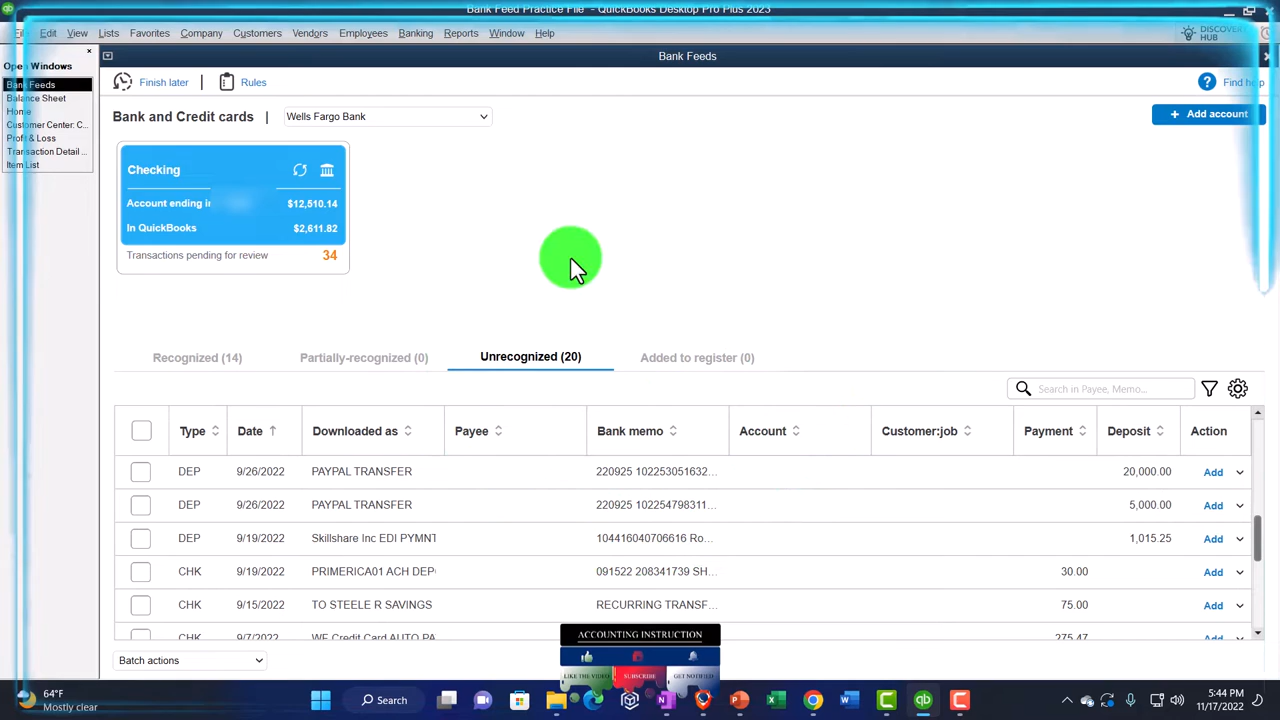 Bank Feed Practice File - QuickBooks Desktop Pro Plus 2023
Edit View Lists Favorites Company Customers Vendors Employees Banking Reports Window Help
DISCOVERY HUB
Open Windows
Bank Feeds
Balance Sheet
Home
Customer Center: C...
Profit & Loss
Transaction Detail ...
Item List
Bank Feeds
Finish later | Rules
Find help
Bank and Credit cards | Wells Fargo Bank
+ Add account
Checking
Account ending in $12,510.14
In QuickBooks $2,611.82
Transactions pending for review 34
Recognized (14) Partially-recognized (0) Unrecognized (20) Added to register (0)
Search in Payee, Memo...
Type Date Downloaded as Payee Bank memo Account Customer:job Payment Deposit Action
DEP 9/26/2022 PAYPAL TRANSFER 220925 102253051632... 20,000.00 Add
DEP 9/26/2022 PAYPAL TRANSFER 220925 102254798311... 5,000.00 Add
DEP 9/19/2022 Skillshare Inc EDI PYMNT 104416040706616 Ro... 1,015.25 Add
CHK 9/19/2022 PRIMERICA01 ACH DEP 091522 208341739 SH... 30.00 Add
CHK 9/15/2022 TO STEELE R SAVINGS RECURRING TRANSF... 75.00 Add
CHK 9/7/2022 WF Credit Card AUTO PA 275.47 Add
ACCOUNTING INSTRUCTION
LIKE THE VIDEO SUBSCRIBE GET NOTIFIED
Batch actions
64°F
Mostly clear
Search
5:44 PM
11/17/2022